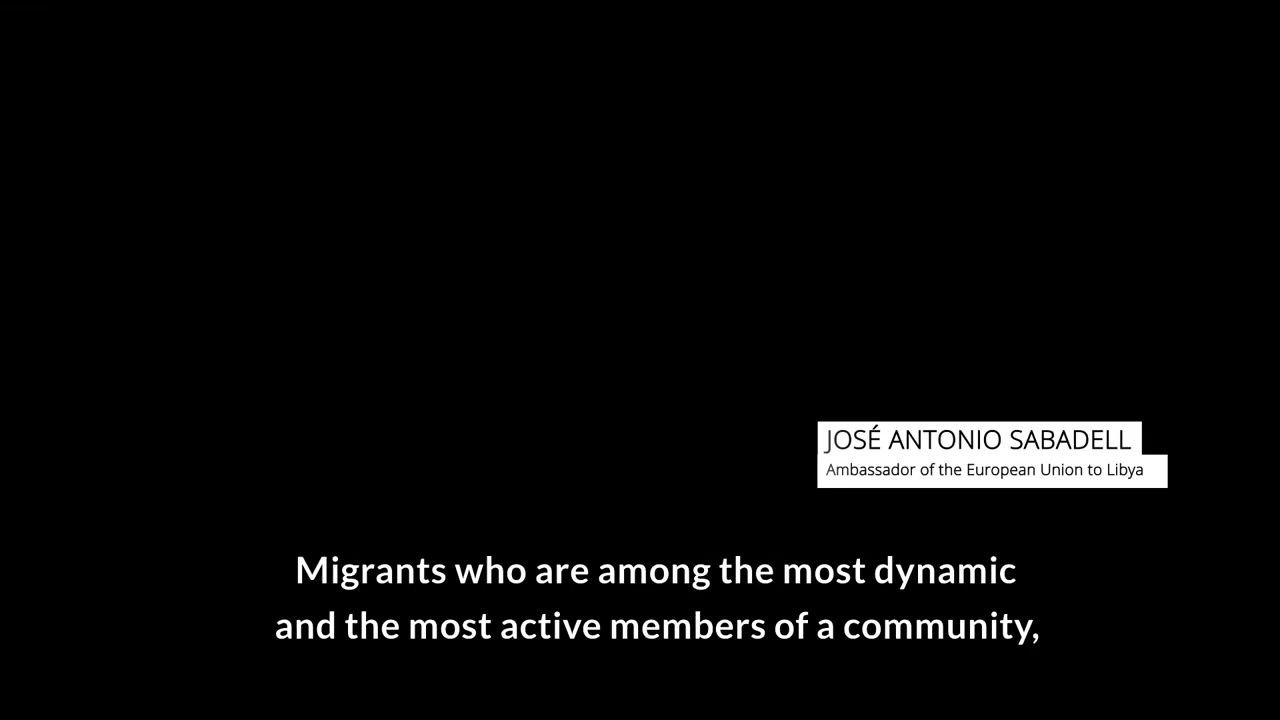 JOSÉ ANTONIO SABADELL
Ambassador of the European Union to Libya
Migrants who are among the most dynamic
and the most active members of a community,